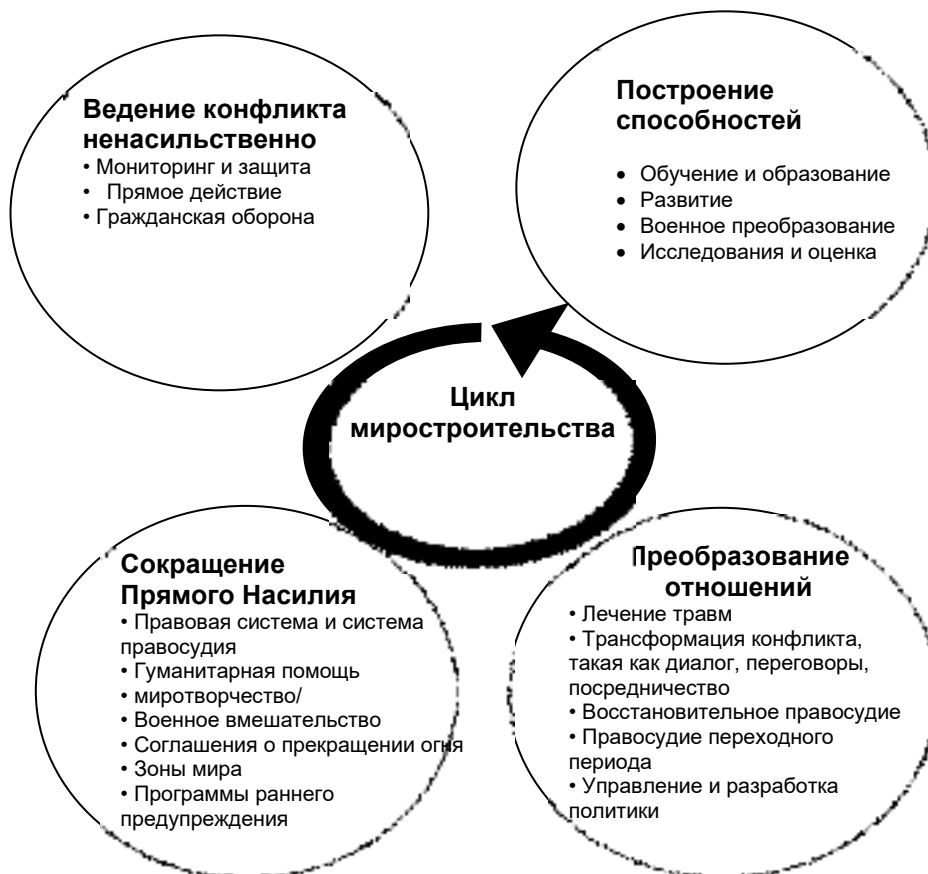 Ведение конфликта
ненасильственно
• Мониторинг и защита
• Прямое действие
• Гражданская оборона
Построение
способностей
• Обучение и образование
• Развитие
• Военное преобразование
• Исследования и оценка
Цикл
миростроительства
Сокращение
Прямого Насилия
• Правовая система и система
правосудия
• Гуманитарная помощь
• миротворчество/
• Военное вмешательство
• Соглашения о прекращении огня
• Зоны мира
• Программы раннего
предупреждения
Преобразование
отношений
• Лечение травм
• Трансформация конфликта,
такая как диалог, переговоры,
посредничество
• Восстановительное правосудие
• Правосудие переходного
периода
• Управление и разработка
политики